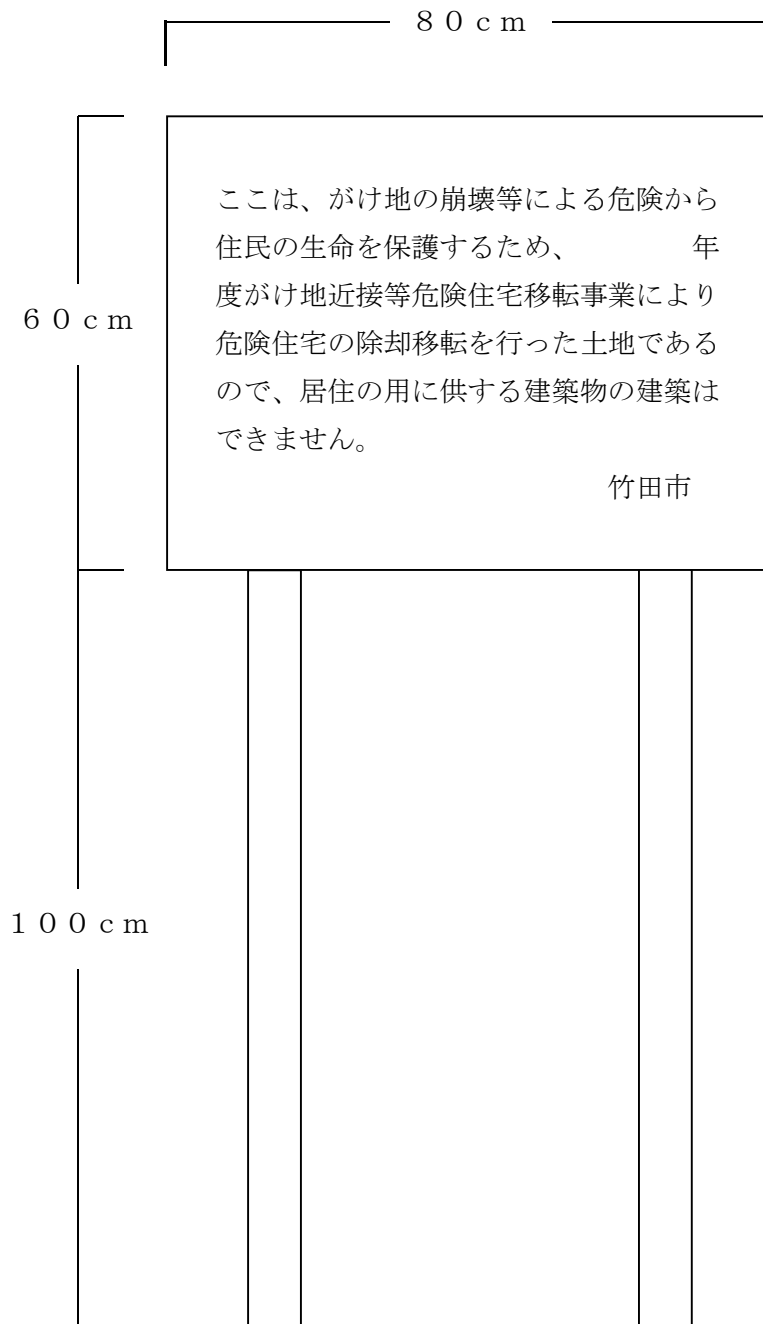 ８０ｃｍ
ここは、がけ地の崩壊等による危険から
住民の生命を保護するため、　　　　　年
６０ｃｍ
度がけ地近接等危険住宅移転事業により
危険住宅の除却移転を行った土地である
ので、居住の用に供する建築物の建築は
できません。
竹田市
１００ｃｍ